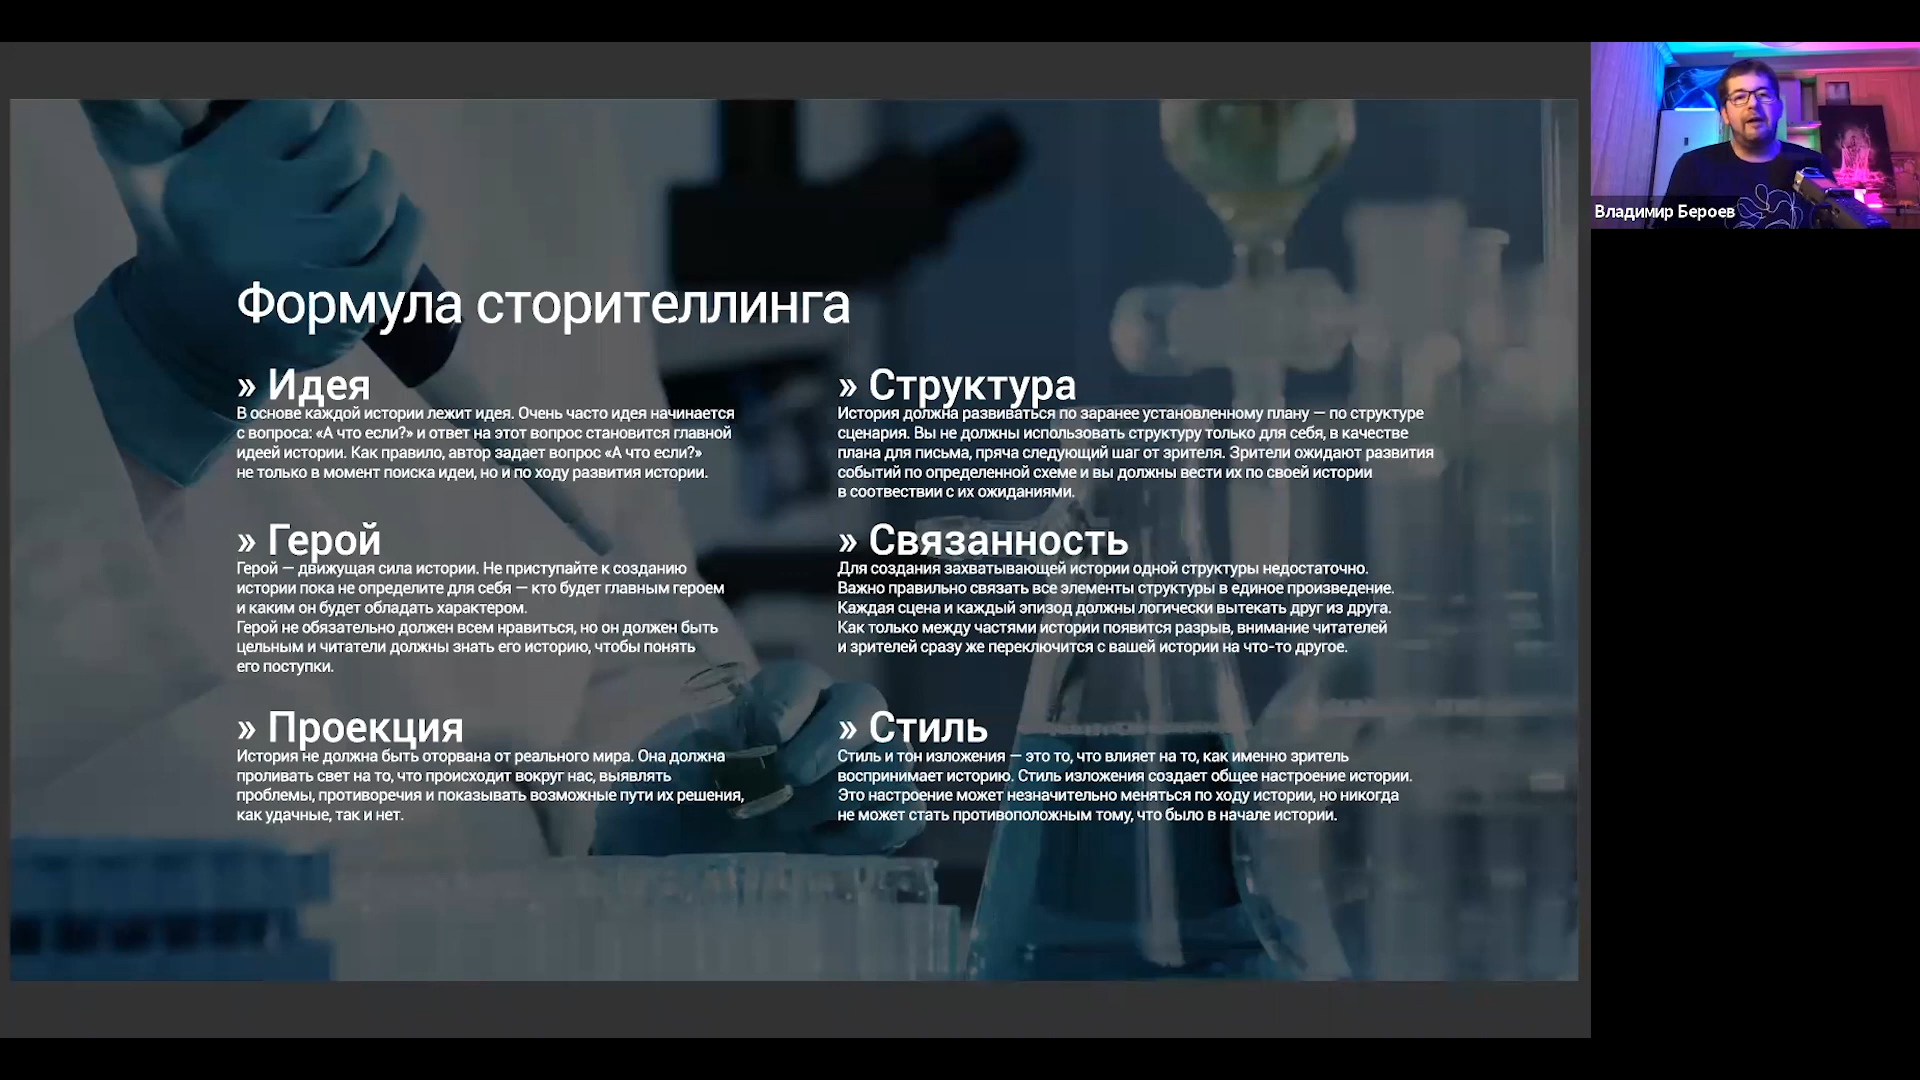 Формула сторителлинга
» Идея
В основе каждой истории лежит идея. Очень часто идея начинается
с вопроса: «А что если?» и ответ на этот вопрос становится главной
идеей истории. Как правило, автор задает вопрос «А что если?»
не только в момент поиска идеи, но и по ходу развития истории.
» Герой
Герой — движущая сила истории. Не приступайте к созданию
истории пока не определите для себя — кто будет главным героем
и каким он будет обладать характером.
Герой не обязательно должен всем нравиться, но он должен быть
цельным и читатели должны знать его историю, чтобы понять
его поступки.
» Проекция
История не должна быть оторвана от реального мира. Она должна
проливать свет на то, что происходит вокруг нас, выявлять
проблемы, противоречия и показывать возможные пути их решения,
как удачные, так и нет.
» Структура
История должна развиваться по заранее установленному плану — по структуре
сценария. Вы не должны использовать структуру только для себя, в качестве
плана для письма, пряча следующий шаг от зрителя. Зрители ожидают развития
событий по определенной схеме и вы должны вести их по своей истории
в соотвествии с их ожиданиями.
» Связанность
Для создания захватывающей истории одной структуры недостаточно.
Важно правильно связать все элементы структуры в единое произведение.
Каждая сцена и каждый эпизод должны логически вытекать друг из друга.
Как только между частями истории появится разрыв, внимание читателей
и зрителей сразу же переключится с вашей истории на что-то другое.
» Стиль
Стиль и тон изложения — это то, что влияет на то, как именно зритель
воспринимает историю. Стиль изложения создает общее настроение истории.
Это настроение может незначительно меняться по ходу истории, но никогда
не может стать противоположным тому, что было в начале истории.
Владимир Бероев